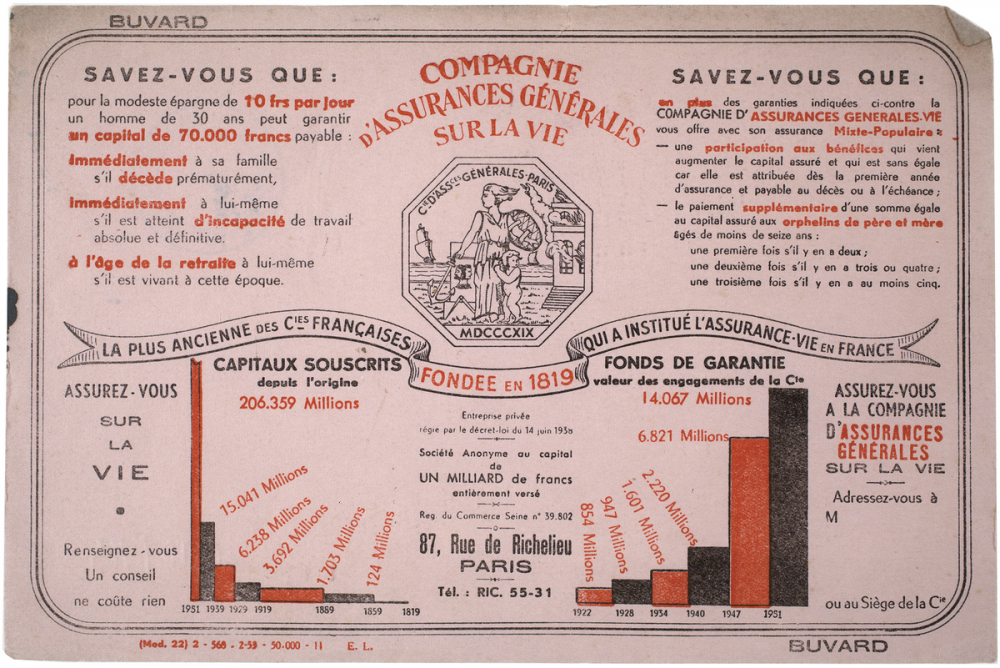 BUVARD
SAVEZ-VOUS QUE :
pour la modeste épargne de 10 frs par jour
un homme de 30 ans peut garantir
un capital de 70.000 francs payable :
Immédiatement à sa famille
s'il décède prématurément,
Immédiatement à lui-même
s'il est atteint d'incapacité de travail
absolue et définitive.
à l'âge de la retraite à lui-même
s'il est vivant à cette époque.
COMPAGNIE
D'ASSURANCES GÉNÉRALES
SUR LA VIE
CIE D'ASSCES GÉNÉRALES-PARIS
MDCCCXIX
SAVEZ-VOUS QUE :
en plus des garanties indiquées ci-contre la
COMPAGNIE D'ASSURANCES GENERALES-VIE
vous offre avec son assurance Mixte-Populaire :
— une participation aux bénéfices qui vient
augmenter le capital assuré et qui est sans égale
car elle est attribuée dès la première année
d'assurance et payable au décès ou à l'échéance ;
— le paiement supplémentaire d'une somme égale
au capital assuré aux orphelins de père et mère
âgés de moins de seize ans :
une première fois s'il y en a deux ;
une deuxième fois s'il y en a trois ou quatre ;
une troisième fois s'il y en a au moins cinq.
LA PLUS ANCIENNE DES CIES FRANÇAISES
FONDÉE EN 1819
QUI A INSTITUÉ L'ASSURANCE-VIE EN FRANCE
ASSUREZ-VOUS
SUR
LA
VIE
Renseignez-vous
Un conseil
ne coûte rien
CAPITAUX SOUSCRITS
depuis l'origine
206.359 Millions
15.041 Millions
6.238 Millions
3.692 Millions
1.703 Millions
124 Millions
1951 1939 1929 1919 1889 1859 1819
Entreprise privée
régie par le décret-loi du 14 juin 1938
Société Anonyme au capital
de
UN MILLIARD de francs
entièrement versé
Reg. du Commerce Seine n° 39.802
87, Rue de Richelieu
PARIS
Tél. : RIC. 55-31
FONDS DE GARANTIE
valeur des engagements de la Cie
14.067 Millions
6.821 Millions
2.220 Millions
1.601 Millions
947 Millions
854 Millions
1922 1928 1934 1940 1947 1951
ASSUREZ-VOUS
A LA COMPAGNIE
D'ASSURANCES
GÉNÉRALES
SUR LA VIE
Adressez-vous à
M
ou au Siège de la Cie
(Mod. 22) 2 - 568 - 2-53 - 50.000 - 11 E. L.
BUVARD